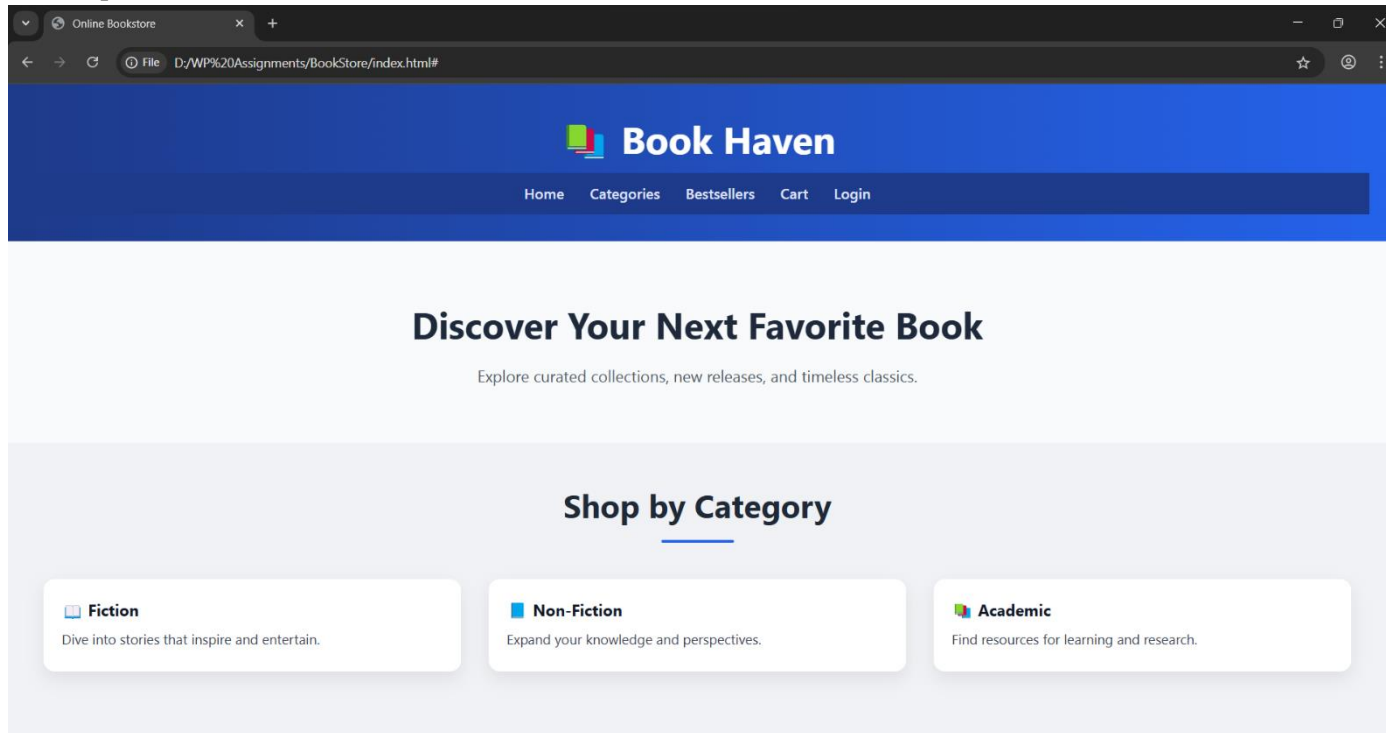 Online Bookstore
File D:/WP%20Assignments/BookStore/index.html#
Book Haven
Home Categories Bestsellers Cart Login
Discover Your Next Favorite Book
Explore curated collections, new releases, and timeless classics.
Shop by Category
Fiction
Dive into stories that inspire and entertain.
Non-Fiction
Expand your knowledge and perspectives.
Academic
Find resources for learning and research.